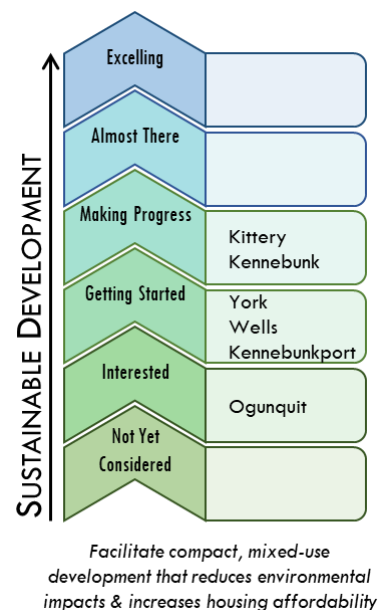 SUSTAINABLE DEVELOPMENT
Excelling
Almost There
Making Progress
Kittery
Kennebunk
Getting Started
York
Wells
Kennebunkport
Interested
Ogunquit
Not Yet
Considered
Facilitate compact, mixed-use
development that reduces environmental
impacts & increases housing affordability